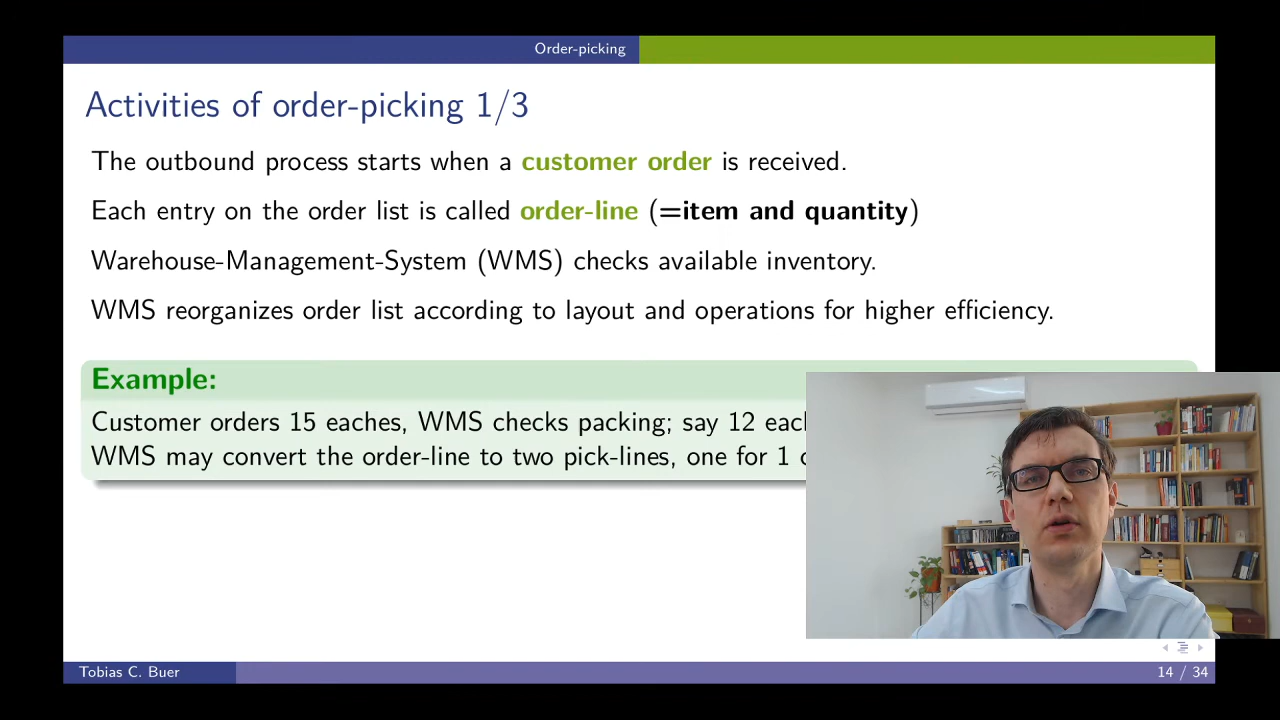 Order-picking
Activities of order-picking 1/3
The outbound process starts when a customer order is received.
Each entry on the order list is called order-line (=item and quantity)
Warehouse-Management-System (WMS) checks available inventory.
WMS reorganizes order list according to layout and operations for higher efficiency.
Example:
Customer orders 15 eaches, WMS checks packing; say 12
WMS may convert the order-line to two pick-lines, one for 1
Tobias C. Buer
14 / 34